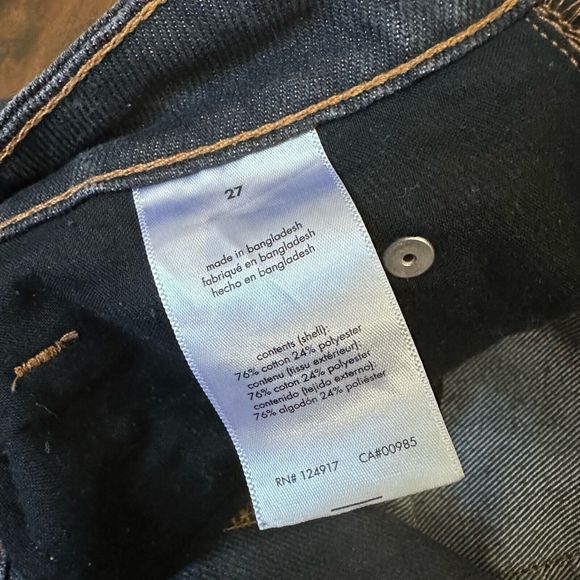 27
made in bangladesh
fabriqué en bangladesh
hecho en bangladesh
contents (shell):
76% cotton 24% polyester
contenu (tissu extérieur):
76% coton 24% polyester
contenido (tejido externo):
76% algodón 24% poliéster
RN# 124917 CA#00985